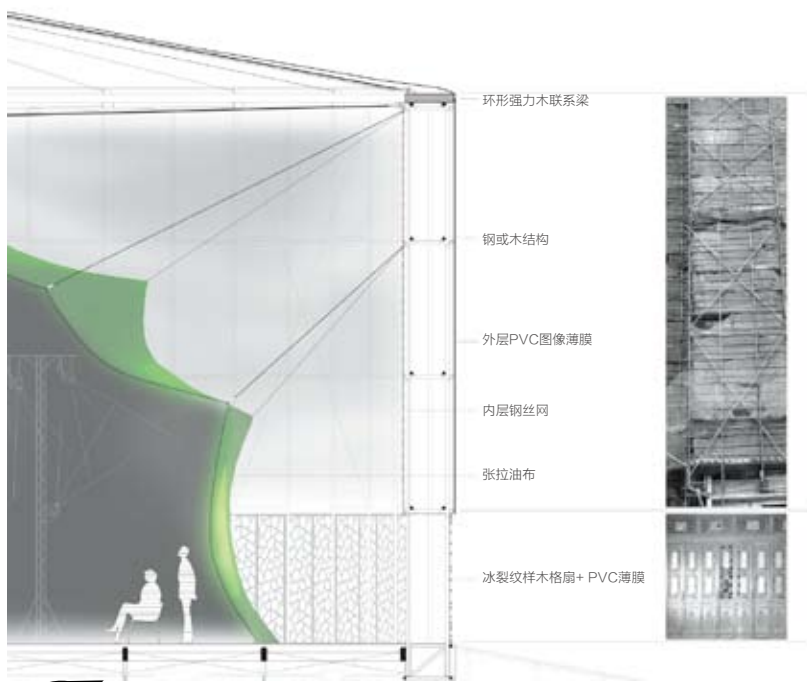 环形强力木联系梁
钢或木结构
外层PVC图像薄膜
内层钢丝网
张拉油布
冰裂纹样木格扇+ PVC薄膜